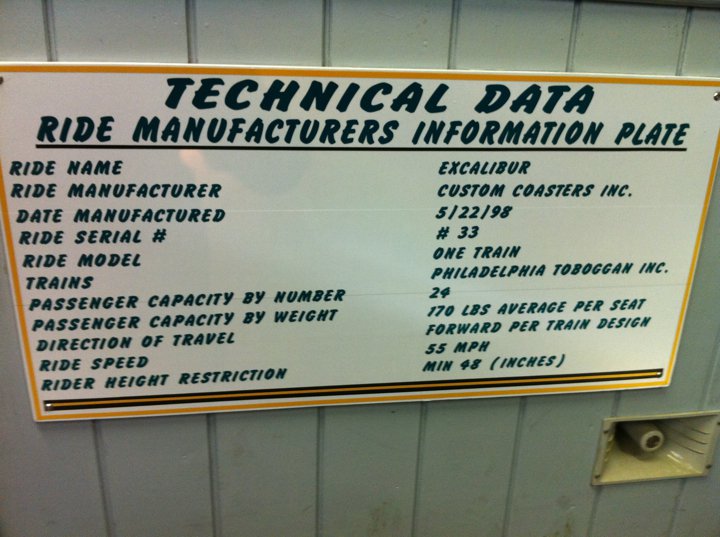 TECHNICAL DATA
RIDE MANUFACTURERS INFORMATION PLATE
RIDE NAME EXCALIBUR
RIDE MANUFACTURER CUSTOM COASTERS INC.
DATE MANUFACTURED 5/22/98
RIDE SERIAL # # 33
RIDE MODEL ONE TRAIN
TRAINS PHILADELPHIA TOBOGGAN INC.
PASSENGER CAPACITY BY NUMBER 24
PASSENGER CAPACITY BY WEIGHT 170 LBS AVERAGE PER SEAT
DIRECTION OF TRAVEL FORWARD PER TRAIN DESIGN
RIDE SPEED 55 MPH
RIDER HEIGHT RESTRICTION MIN 48 (INCHES)